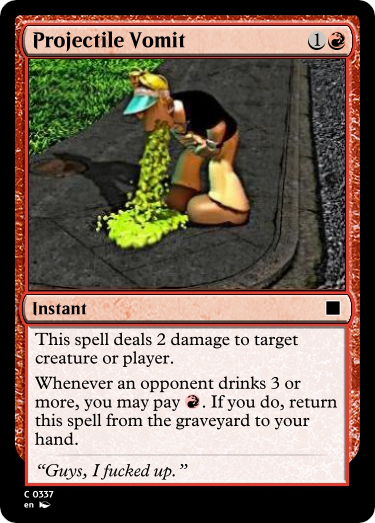 Projectile Vomit 1
Instant
This spell deals 2 damage to target
creature or player.
Whenever an opponent drinks 3 or
more, you may pay . If you do, return
this spell from the graveyard to your
hand.
“Guys, I fucked up.”
C 0337
en